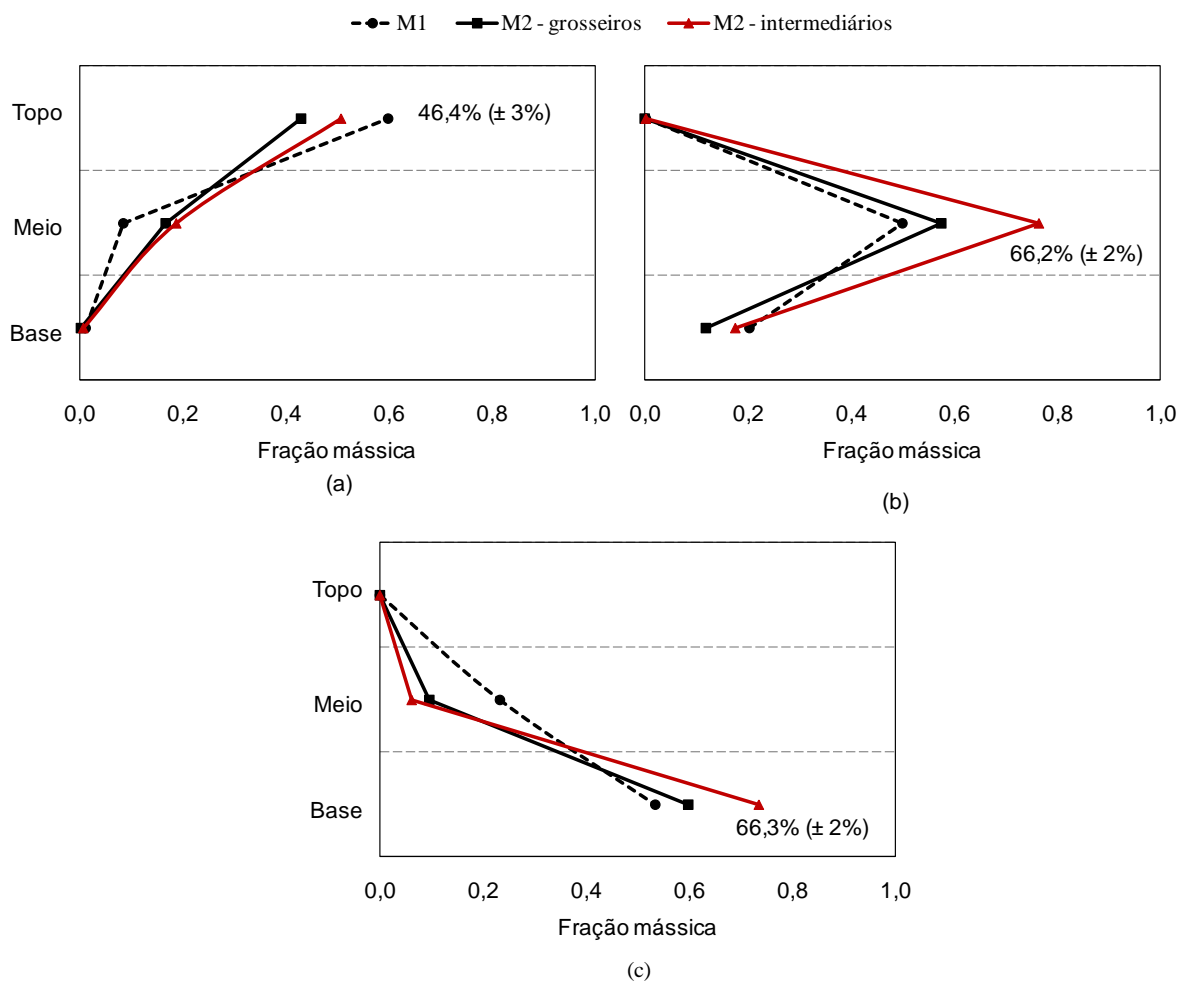 M1 M2 - grosseiros M2 - intermediários
Topo
Meio
Base
46,4% (± 3%)
0,0 0,2 0,4 0,6 0,8 1,0
Fração mássica
(a)
66,2% (± 2%)
0,0 0,2 0,4 0,6 0,8 1,0
Fração mássica
(b)
Topo
Meio
Base
66,3% (± 2%)
0,0 0,2 0,4 0,6 0,8 1,0
Fração mássica
(c)